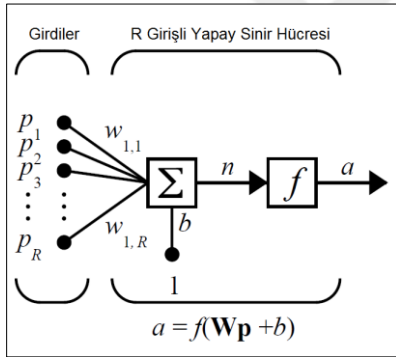 Girdiler
R Girişli Yapay Sinir Hücresi
p1
p2
p3
pR
w1,1
w1,R
Σ
n
f
a
b
1
a = f(Wp +b)